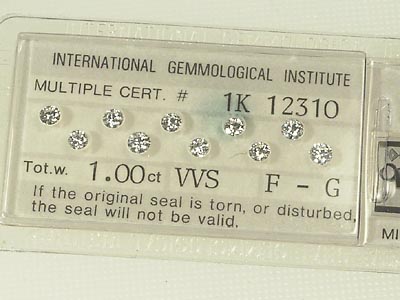 INTERNATIONAL GEMMOLOGICAL INSTITUTE
MULTIPLE CERT. # 1K 12310
Tot.w. 1.00ct VVS F - G
If the original seal is torn, or disturbed,
the seal will not be valid.
MI